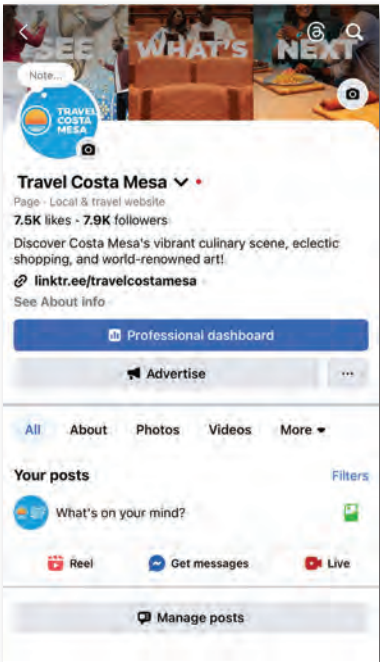 SEE WHAT'S NEXT
Note...
TRAVEL
COSTA
MESA
Travel Costa Mesa
Page · Local & travel website
7.5K likes · 7.9K followers
Discover Costa Mesa's vibrant culinary scene, eclectic
shopping, and world-renowned art!
linktr.ee/travelcostamesa
See About info
Professional dashboard
Advertise
All About Photos Videos More
Your posts Filters
What's on your mind?
Reel Get messages Live
Manage posts